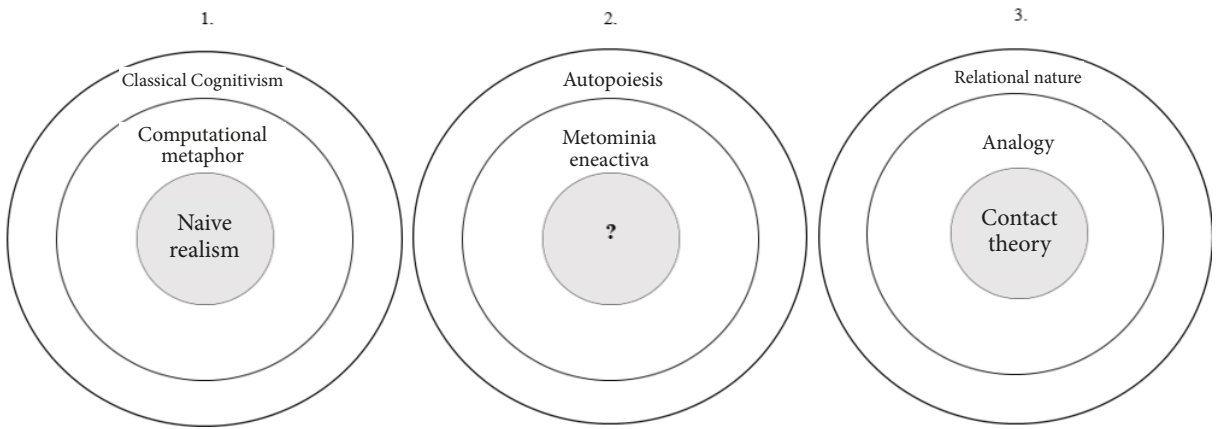 1.
Classical Cognitivism
Computational
metaphor
Naive
realism
2.
Autopoiesis
Metominia
eneactiva
?
3.
Relational nature
Analogy
Contact
theory